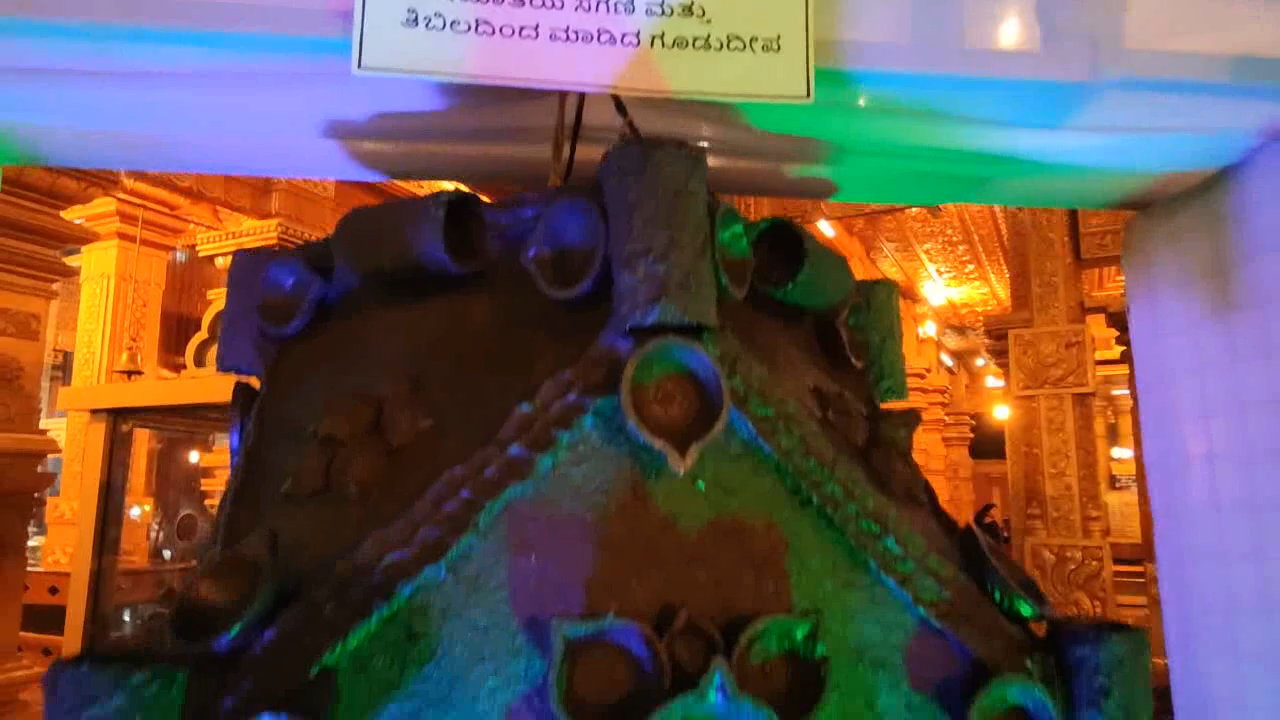 ಸಗಣಿ ಮತ್ತು
ತಿಬಿಲದಿಂದ ಮಾಡಿದ ಗೂಡುದೀಪ